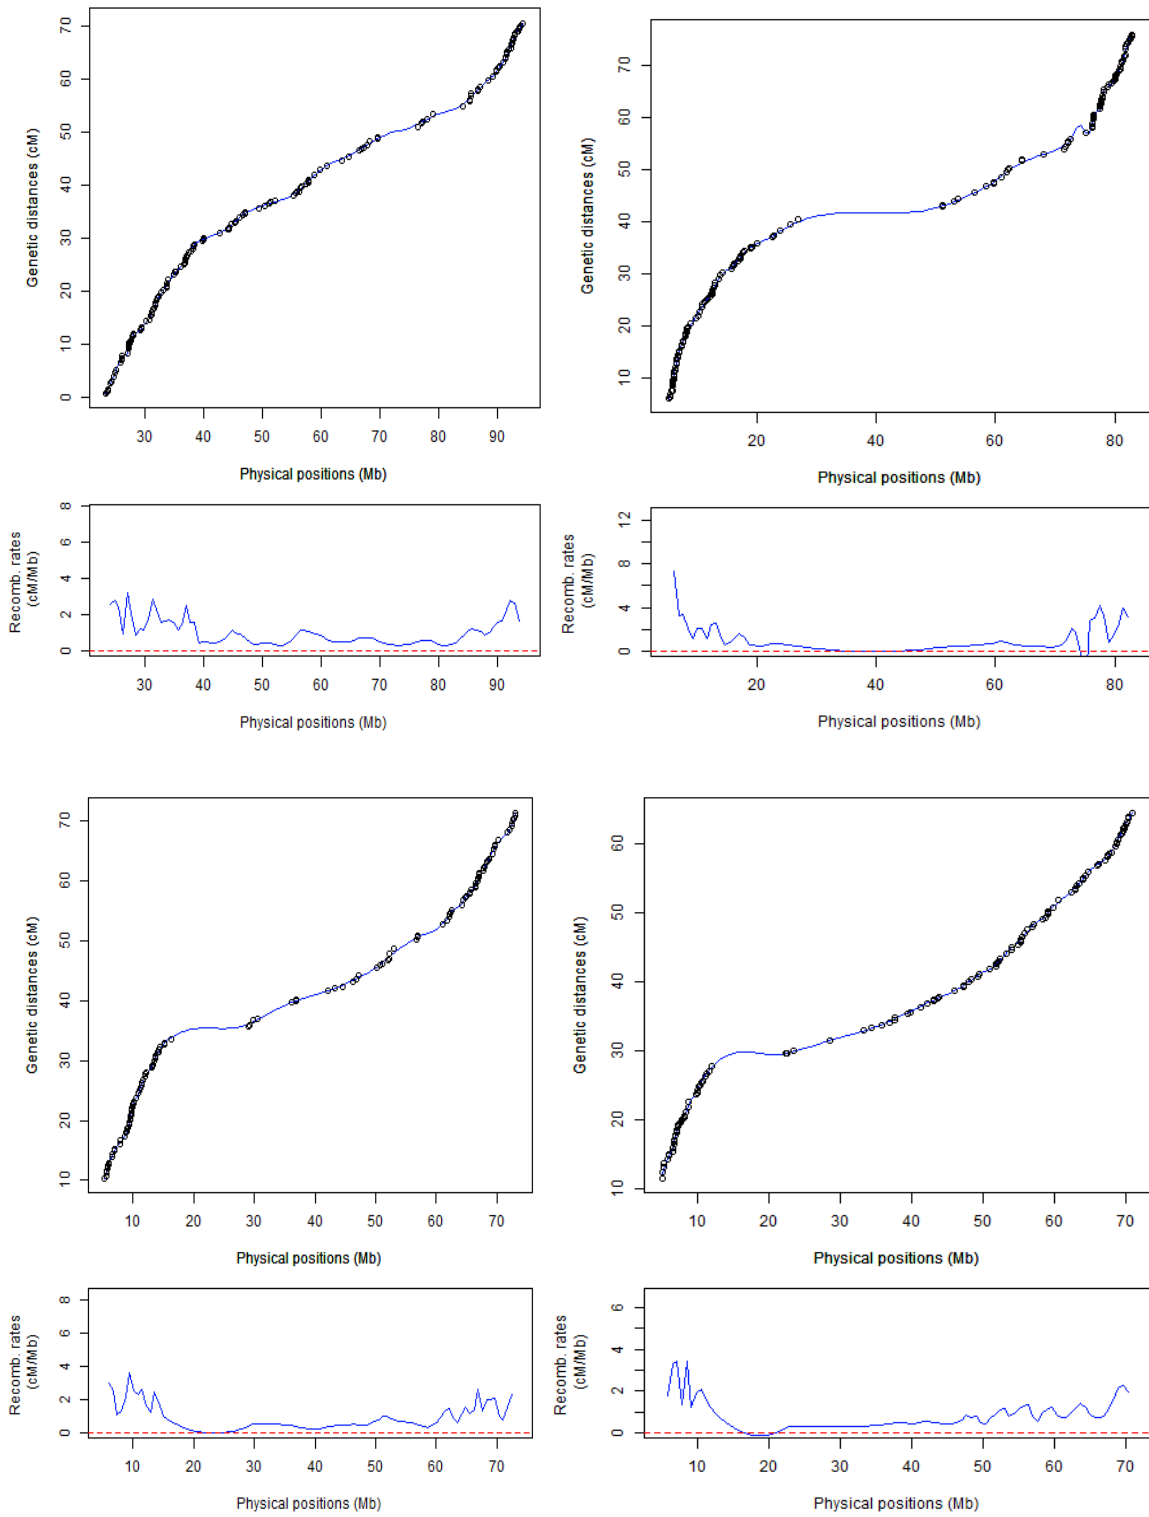 70
60
50
40
30
20
10
0
Genetic distances (cM)
30 40 50 60 70 80 90
Physical positions (Mb)
8
6
4
2
0
Recomb. rates
(cM/Mb)
30 40 50 60 70 80 90
Physical positions (Mb)
70
60
50
40
30
20
10
Genetic distances (cM)
20 40 60 80
Physical positions (Mb)
12
8
4
0
Recomb. rates
(cM/Mb)
20 40 60 80
Physical positions (Mb)
70
60
50
40
30
20
10
Genetic distances (cM)
10 20 30 40 50 60 70
Physical positions (Mb)
8
6
4
2
0
Recomb. rates
(cM/Mb)
10 20 30 40 50 60 70
Physical positions (Mb)
60
50
40
30
20
10
Genetic distances (cM)
10 20 30 40 50 60 70
Physical positions (Mb)
6
4
2
0
Recomb. rates
(cM/Mb)
10 20 30 40 50 60 70
Physical positions (Mb)